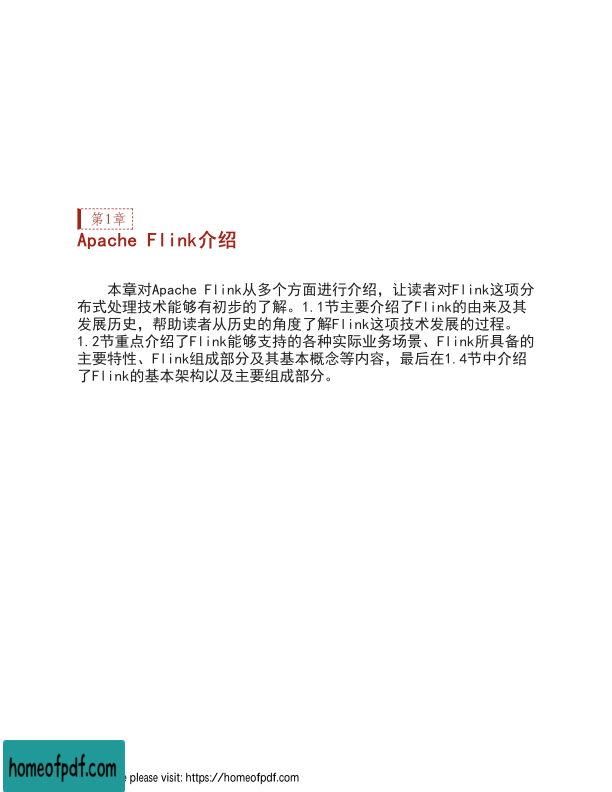 第1章
Apache Flink介绍
本章对Apache Flink从多个方面进行介绍，让读者对Flink这项分
布式处理技术能够有初步的了解。1.1节主要介绍了Flink的由来及其
发展历史，帮助读者从历史的角度了解Flink这项技术发展的过程。
1.2节重点介绍了Flink能够支持的各种实际业务场景、Flink所具备的
主要特性、Flink组成部分及其基本概念等内容，最后在1.4节中介绍
了Flink的基本架构以及主要组成部分。
homeofpdf.com
please visit: https://homeofpdf.com